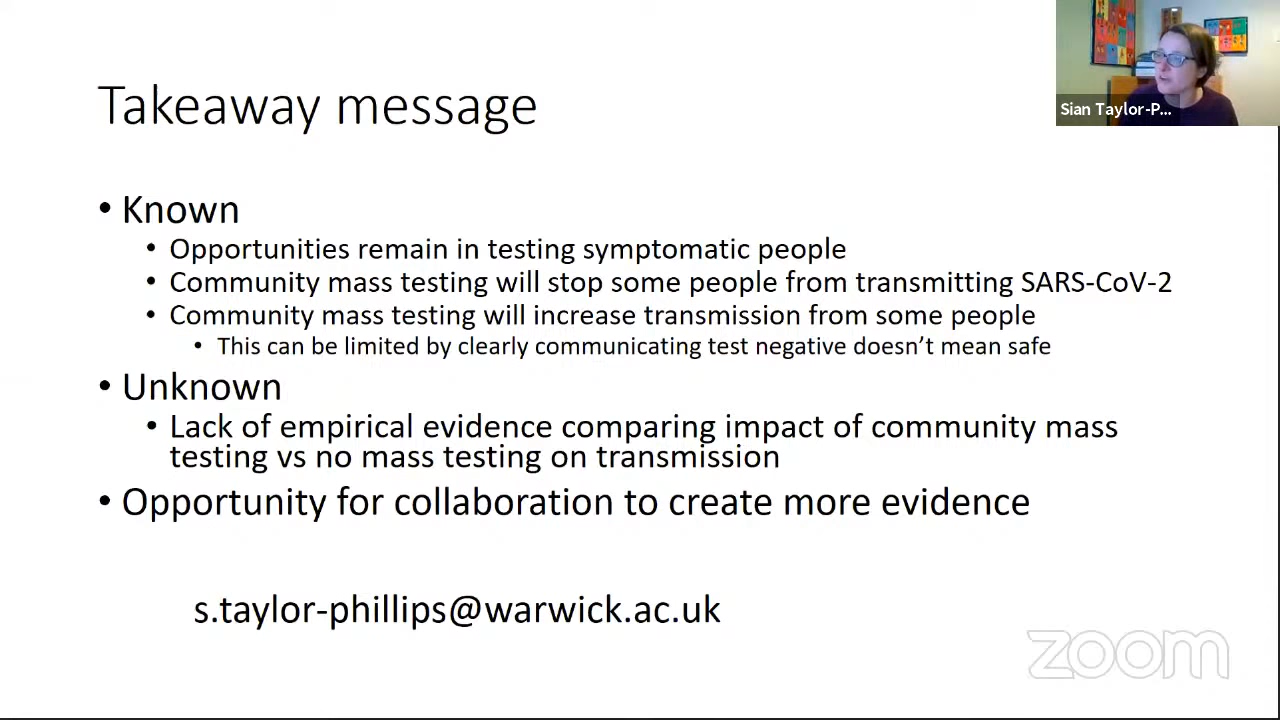 Takeaway message
Sian Taylor-P...
• Known
• Opportunities remain in testing symptomatic people
• Community mass testing will stop some people from transmitting SARS-CoV-2
• Community mass testing will increase transmission from some people
• This can be limited by clearly communicating test negative doesn't mean safe
• Unknown
• Lack of empirical evidence comparing impact of community mass
testing vs no mass testing on transmission
• Opportunity for collaboration to create more evidence
s.taylor-phillips@warwick.ac.uk
zoom